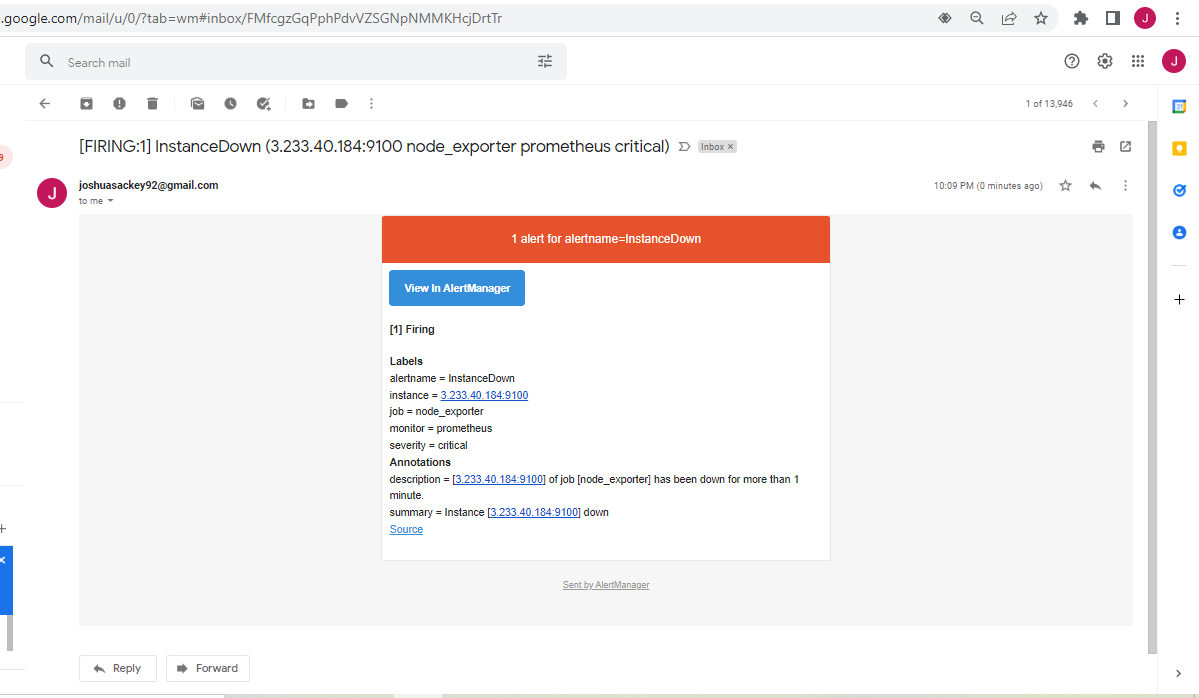 .google.com/mail/u/0/?tab=wm#inbox/FMfcgzGqPphPdvVZSGNpNMMKHcjDrtTr
J
Search mail
J
1 of 13,946
31
[FIRING:1] InstanceDown (3.233.40.184:9100 node_exporter prometheus critical)
Inbox ×
9
J
joshuasackey92@gmail.com
10:09 PM (0 minutes ago)
to me
1 alert for alertname=InstanceDown
View In AlertManager
[1] Firing
Labels
alertname = InstanceDown
instance = 3.233.40.184:9100
job = node_exporter
monitor = prometheus
severity = critical
Annotations
description = [3.233.40.184:9100] of job [node_exporter] has been down for more than 1
minute.
summary = Instance [3.233.40.184:9100] down
Source
Sent by AlertManager
Reply
Forward